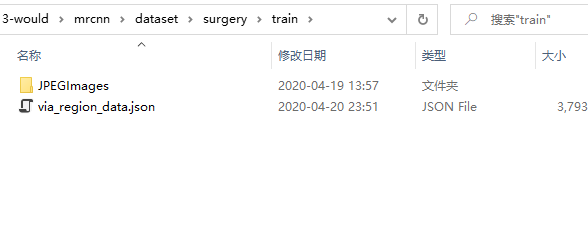 3-would > mrcnn > dataset > surgery > train > 搜索"train"
名称 修改日期 类型 大小
JPEGImages 2020-04-19 13:57 文件夹
via_region_data.json 2020-04-20 23:51 JSON File 3,793